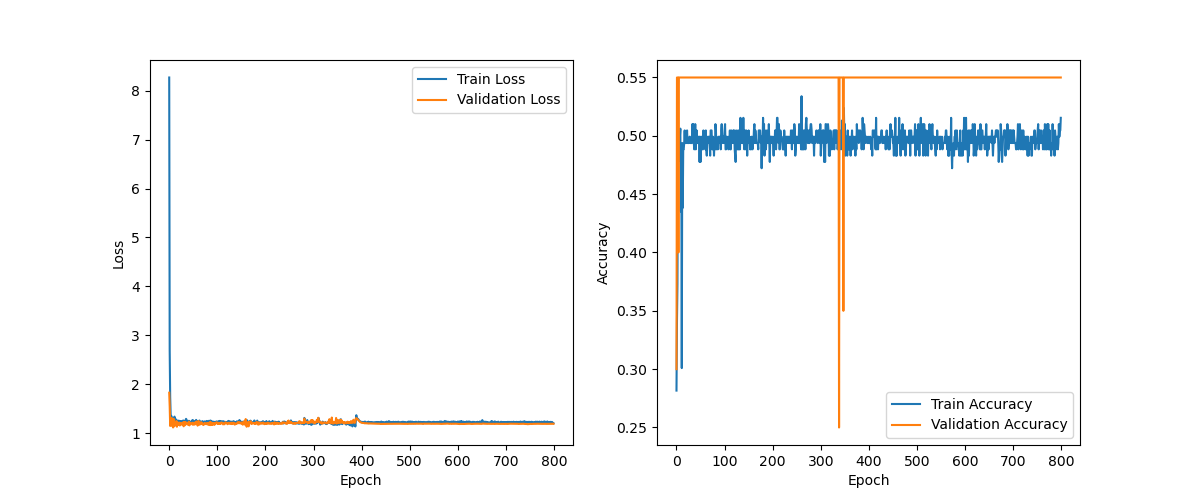 8
7
6
5
4
3
2
1
Loss
0 100 200 300 400 500 600 700 800
Epoch
Train Loss
Validation Loss
0.55
0.50
0.45
0.40
0.35
0.30
0.25
Accuracy
0 100 200 300 400 500 600 700 800
Epoch
Train Accuracy
Validation Accuracy